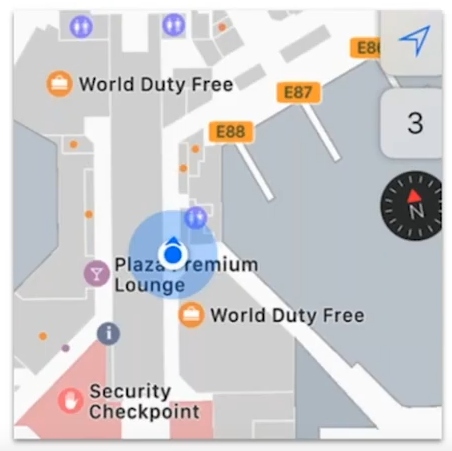 E86
World Duty Free
E87
3
E88
N
Plaza Premium
Lounge
i
World Duty Free
Security
Checkpoint